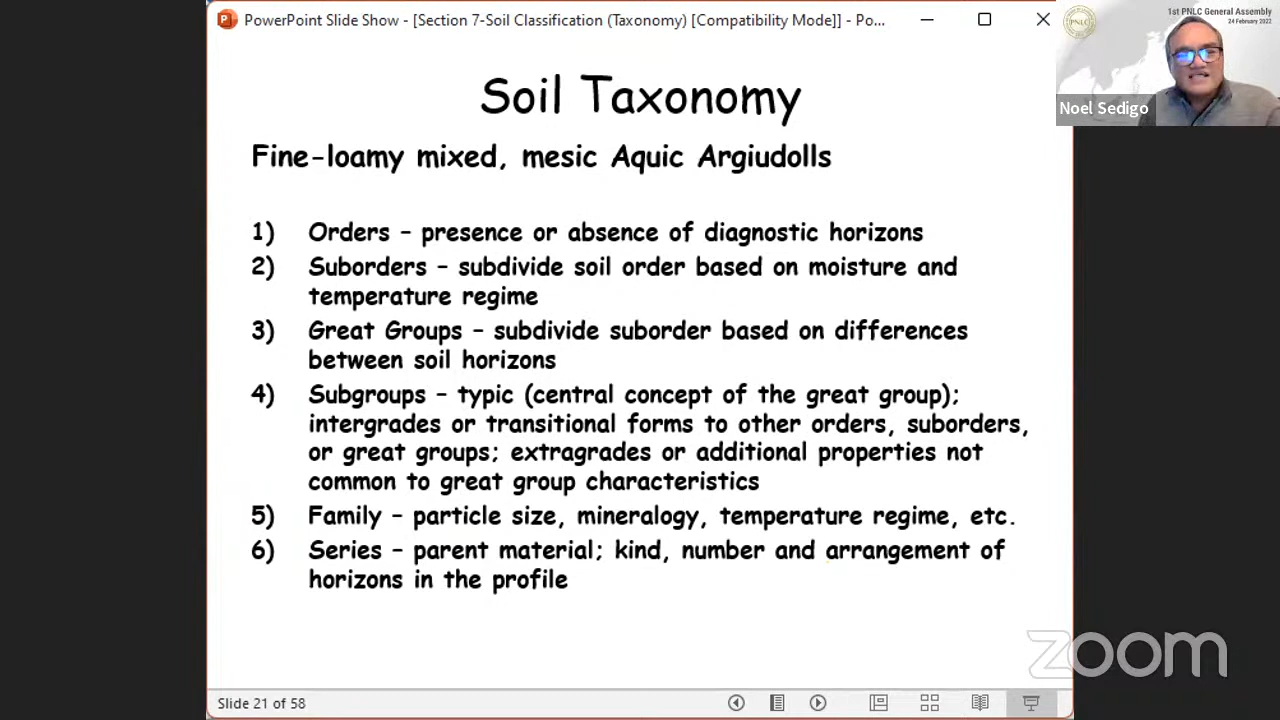 PowerPoint Slide Show - [Section 7-Soil Classification (Taxonomy) [Compatibility Mode]] - Po...
1st PNLC General Assembly
24 February 2022
PNLC
Noel Sedigo
Soil Taxonomy
Fine-loamy mixed, mesic Aquic Argiudolls
1) Orders – presence or absence of diagnostic horizons
2) Suborders – subdivide soil order based on moisture and
temperature regime
3) Great Groups – subdivide suborder based on differences
between soil horizons
4) Subgroups – typic (central concept of the great group);
intergrades or transitional forms to other orders, suborders,
or great groups; extragrades or additional properties not
common to great group characteristics
5) Family – particle size, mineralogy, temperature regime, etc.
6) Series – parent material; kind, number and arrangement of
horizons in the profile
zoom
Slide 21 of 58